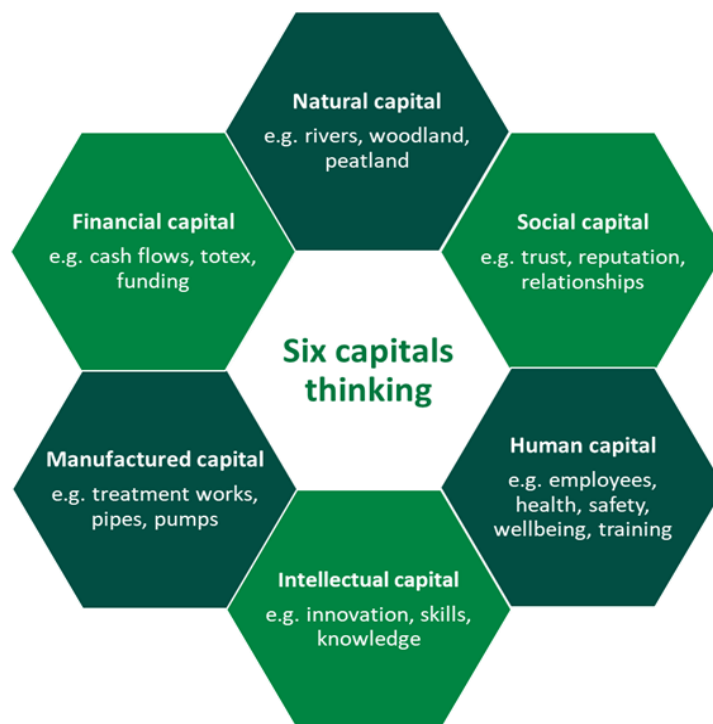 Natural capital
e.g. rivers, woodland,
peatland
Financial capital
e.g. cash flows, totex,
funding
Social capital
e.g. trust, reputation,
relationships
Six capitals
thinking
Manufactured capital
e.g. treatment works,
pipes, pumps
Human capital
e.g. employees,
health, safety,
wellbeing, training
Intellectual capital
e.g. innovation, skills,
knowledge